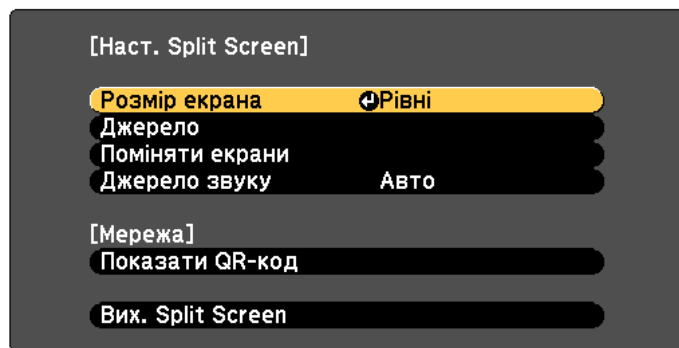 [Наст. Split Screen]
Розмір екрана Рівні
Джерело
Поміняти екрани
Джерело звуку Авто
[Мережа]
Показати QR-код
Вих. Split Screen